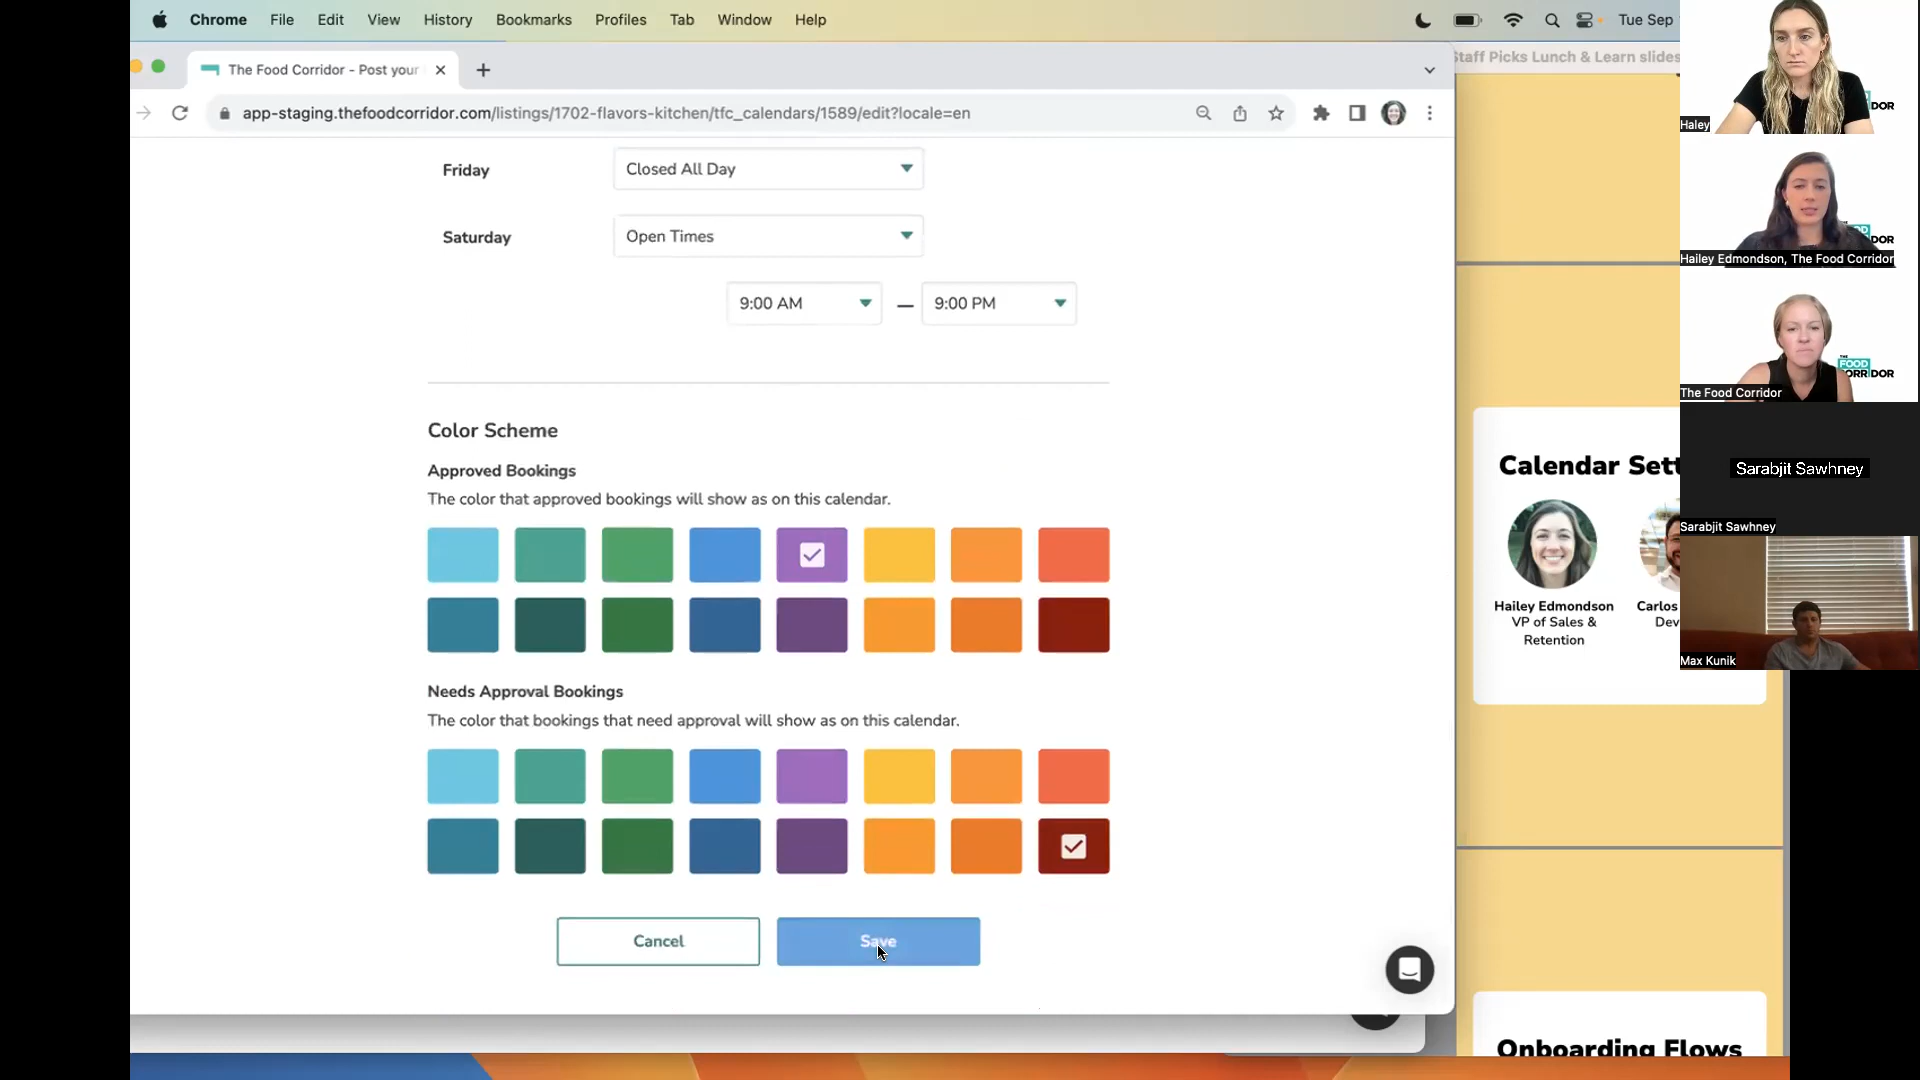 Chrome File Edit View History Bookmarks Profiles Tab Window Help
Tue Sep
The Food Corridor - Post your
Staff Picks Lunch & Learn slides
app-staging.thefoodcorridor.com/listings/1702-flavors-kitchen/tfc_calendars/1589/edit?locale=en
Friday
Closed All Day
Saturday
Open Times
9:00 AM — 9:00 PM
Color Scheme
Approved Bookings
The color that approved bookings will show as on this calendar.
Needs Approval Bookings
The color that bookings that need approval will show as on this calendar.
Cancel
Save
DOR
Haley
DOR
Hailey Edmondson, The Food Corridor
THE
FOOD
CORRIDOR
The Food Corridor
Sarabjit Sawhney
Sarabjit Sawhney
Max Kunik
Calendar Sett
Hailey Edmondson
VP of Sales &
Retention
Carlos
Dev
Onboarding Flows